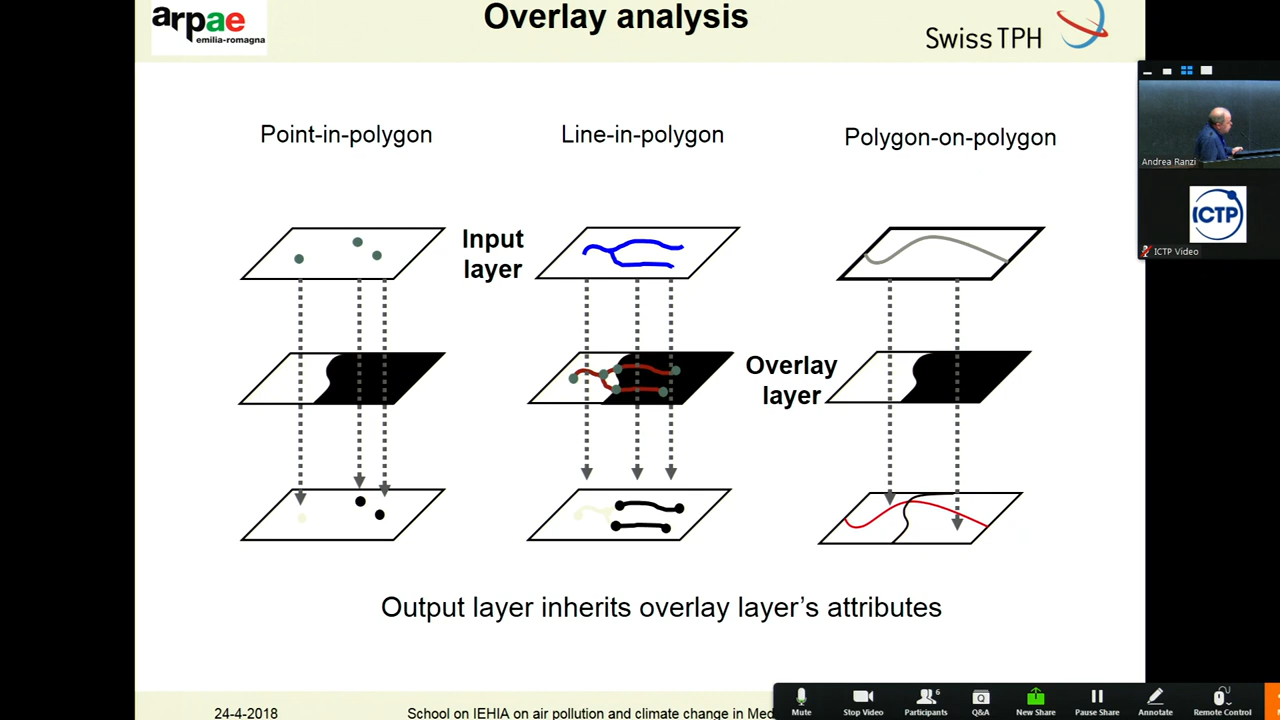 arpae
emilia-romagna
Overlay analysis
Swiss TPH
Point-in-polygon
Line-in-polygon
Polygon-on-polygon
Andrea Ranzi
ICTP
ICTP Video
Input
layer
Overlay
layer
Output layer inherits overlay layer’s attributes
24-4-2018
School on IEHIA on air pollution and climate change in Med
Mute
Stop Video
6
Participants
Q&A
New Share
Pause Share
Annotate
Remote Control